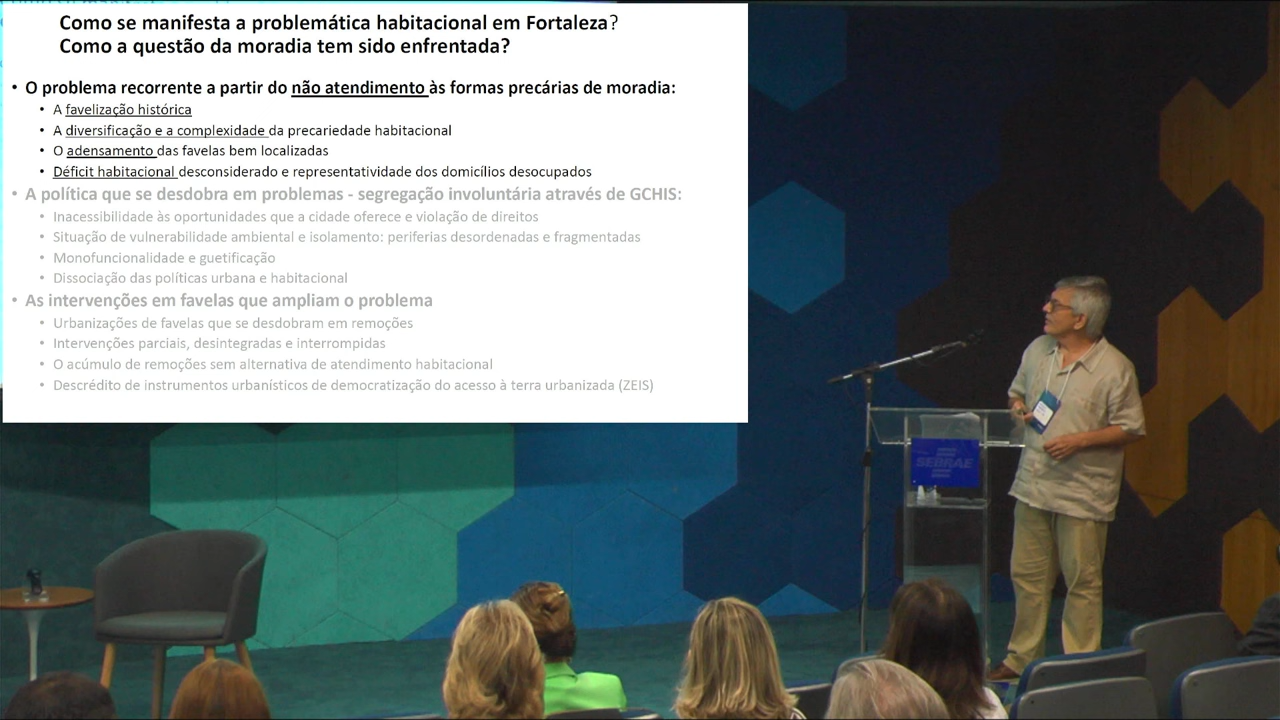 Como se manifesta a problemática habitacional em Fortaleza?
Como a questão da moradia tem sido enfrentada?
• O problema recorrente a partir do não atendimento às formas precárias de moradia:
• A favelização histórica
• A diversificação e a complexidade da precariedade habitacional
• O adensamento das favelas bem localizadas
• Déficit habitacional desconsiderado e representatividade dos domicílios desocupados
• A política que se desdobra em problemas - segregação involuntária através de GCHIS:
• Inacessibilidade às oportunidades que a cidade oferece e violação de direitos
• Situação de vulnerabilidade ambiental e isolamento: periferias desordenadas e fragmentadas
• Monofuncionalidade e guetificação
• Dissociação das políticas urbana e habitacional
• As intervenções em favelas que ampliam o problema
• Urbanizações de favelas que se desdobram em remoções
• Intervenções parciais, desintegradas e interrompidas
• O acúmulo de remoções sem alternativa de atendimento habitacional
• Descrédito de instrumentos urbanísticos de democratização do acesso à terra urbanizada (ZEIS)
SEBRAE